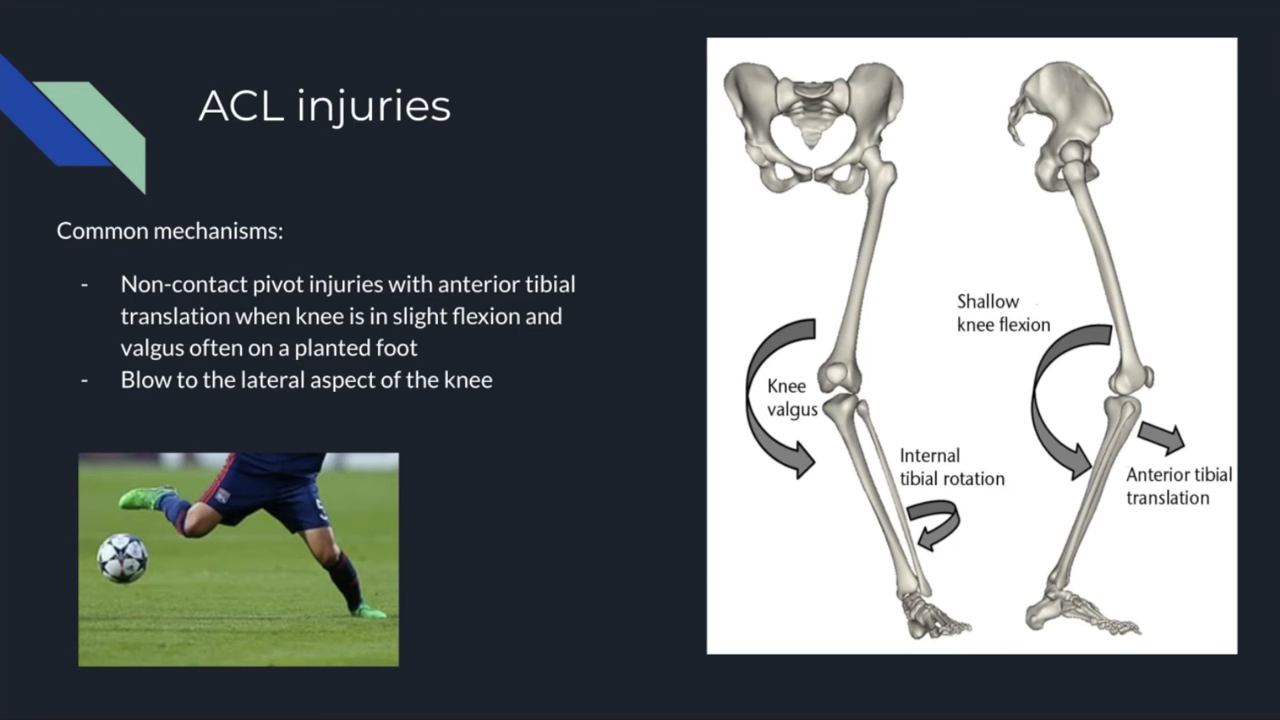 ACL injuries
Common mechanisms:
- Non-contact pivot injuries with anterior tibial
translation when knee is in slight flexion and
valgus often on a planted foot
- Blow to the lateral aspect of the knee
Shallow
knee flexion
Knee
valgus
Internal
tibial rotation
Anterior tibial
translation